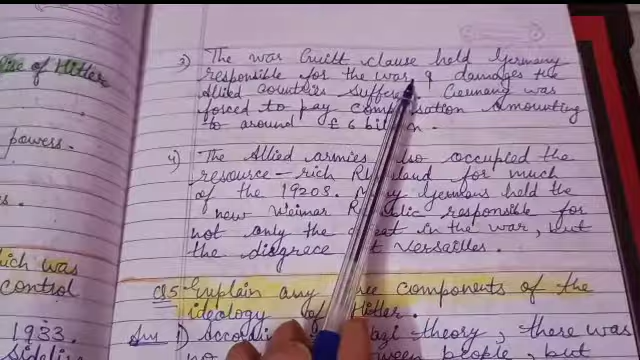 Rise of Hitler
powers.
which was
control
1933
Sideline
3) The war Guilt clause held Germany
responsible for the war & damages the
Allied countries suffered. Germany was
forced to pay compensation amounting
to around £ 6 billion.
4) The Allied armies also occupied the
resource-rich Rhineland for much
of the 1920s. Many Germans held the
new Weimar Republic responsible for
not only the defeat in the war, but
the disgrece at Versailles.
Q5 Explain any three components of the
ideology of Hitler.
Ans 1) According Nazi theory, there was
no between people, but